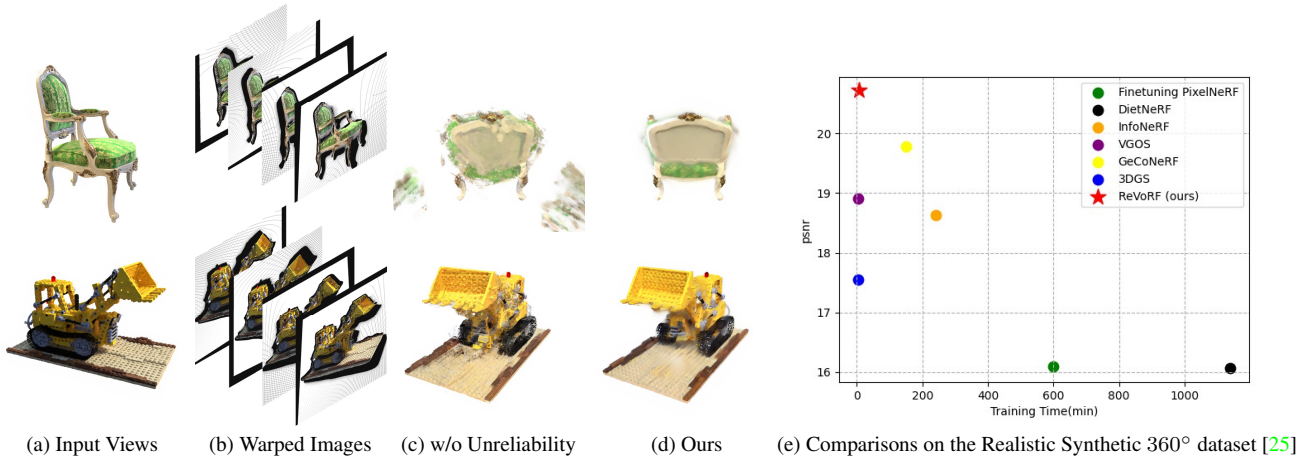 Finetuning PixelNeRF
DietNeRF
InfoNeRF
VGOS
GeCoNeRF
3DGS
ReVoRF (ours)
psnr
20
19
18
17
16
0 200 400 600 800 1000
Training Time(min)
(a) Input Views
(b) Warped Images
(c) w/o Unreliability
(d) Ours
(e) Comparisons on the Realistic Synthetic 360° dataset [25]